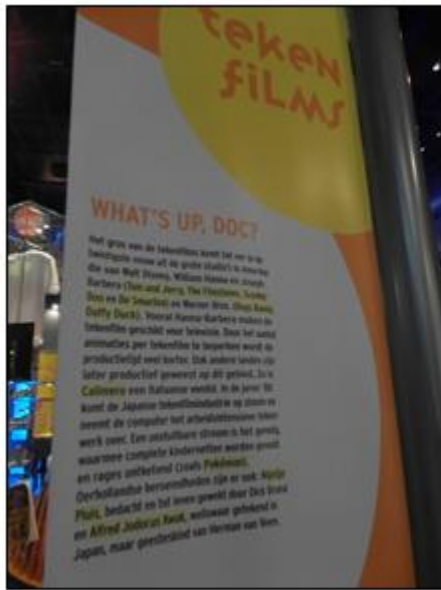 teken
films
WHAT'S UP, DOC?
Het gros van de tekenfilms komt tot ver in de
twintigste eeuw uit de grote studio's in Amerika:
die van Walt Disney, William Hanna en Joseph
Barbera (Tom and Jerry, The Flintstones, Scooby
Doo en De Smurfen) en Warner Bros. (Bugs Bunny,
Daffy Duck). Vooral Hanna-Barbera maken de
tekenfilm geschikt voor televisie. Door het aantal
animaties per tekenfilm te beperken wordt de
productietijd veel korter. Ook andere landen zijn
later productief geweest op dit gebied. Zo is
Calimero een Italiaanse vondst. In de jaren '80
komt de Japanse tekenfilmindustrie op stoom en
neemt de computer het arbeidsintensieve teken-
werk over. Een onstuitbare stroom is het gevolg,
waarmee complete kindernetten worden gevuld
en rages ontketend (zoals Pokémon).
Oerhollandse beroemdheden zijn er ook: Nijntje
Pluis, bedacht en tot leven gewekt door Dick Bruna
en Alfred Jodocus Kwak, weliswaar getekend in
Japan, maar geesteskind van Herman van Veen.